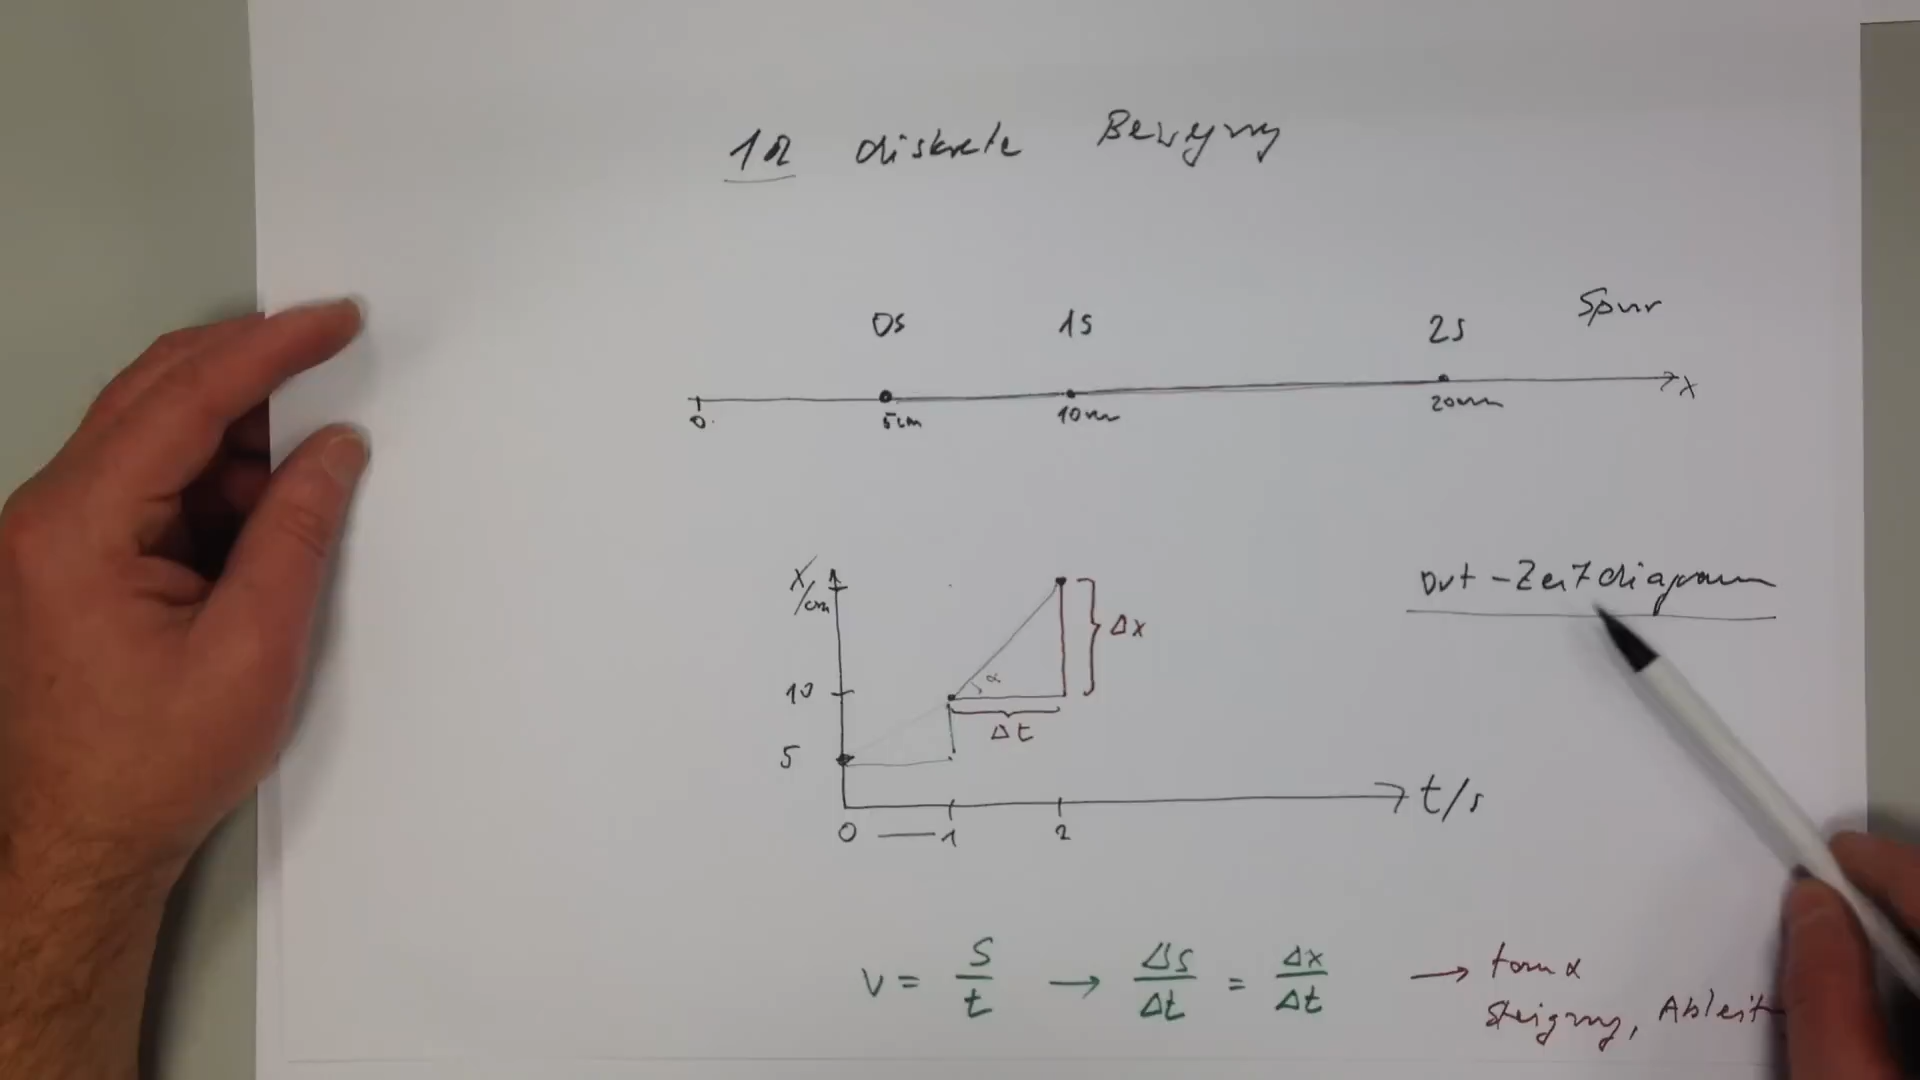 1D diskrete Bewegung
0s 1s 2s Spur
0 5cm 10cm 20cm x
x/cm
Ort-Zeitdiagramm
Δx
α
10
Δt
5
t/s
0 1 2
v = s/t → Δs/Δt = Δx/Δt → tan α
Steigung, Ableit